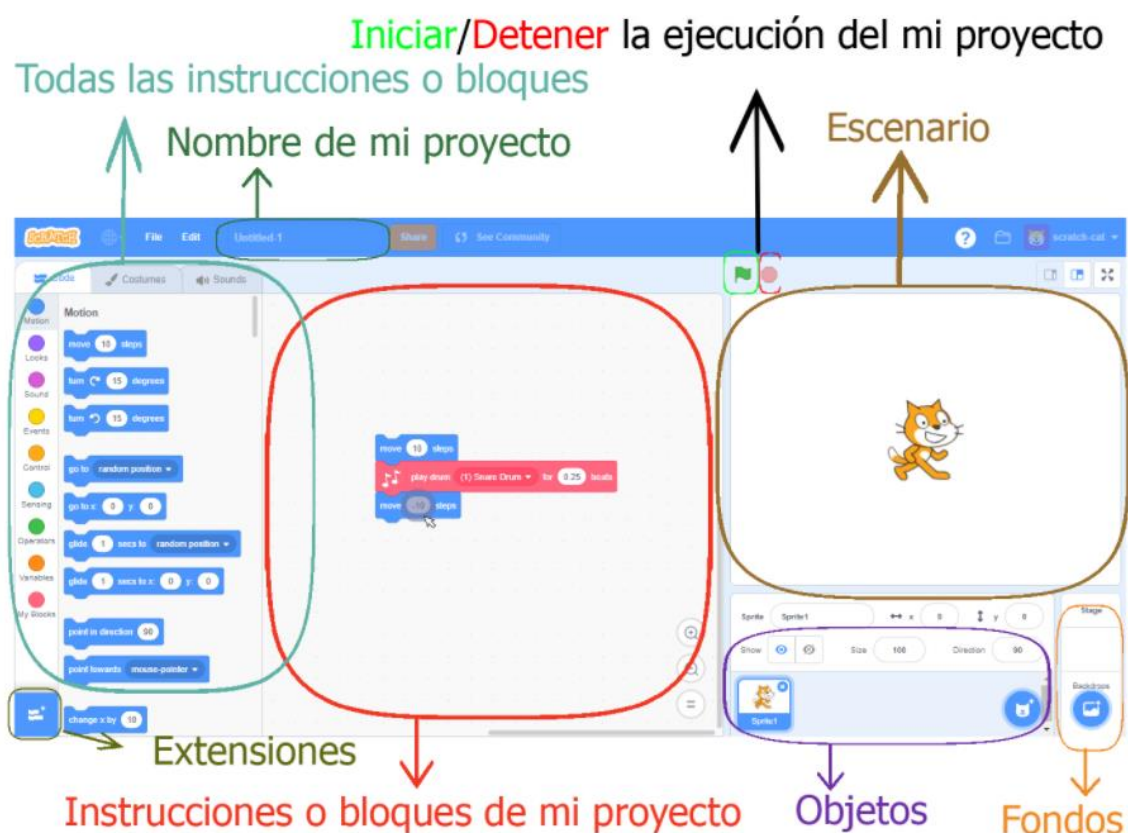 Iniciar/Detener la ejecución del mi proyecto
Todas las instrucciones o bloques
Nombre de mi proyecto
Escenario
SCRATCH File Edit Untitled-1 Share See Community scratch-cat
Code Costumes Sounds
Motion
Looks
Sound
Events
Control
Sensing
Operators
Variables
My Blocks
Motion
move 10 steps
turn 15 degrees
turn 15 degrees
go to random position
go to x: 0 y: 0
glide 1 secs to random position
glide 1 secs to x: 0 y: 0
point in direction 90
point towards mouse-pointer
change x by 10
move 10 steps
play drum (1) Snare Drum for 0.25 beats
move -10 steps
Sprite Sprite1 x 0 y 0
Show Size 100 Direction 90
Sprite1
Stage
Backdrops
Extensiones
Instrucciones o bloques de mi proyecto
Objetos
Fondos